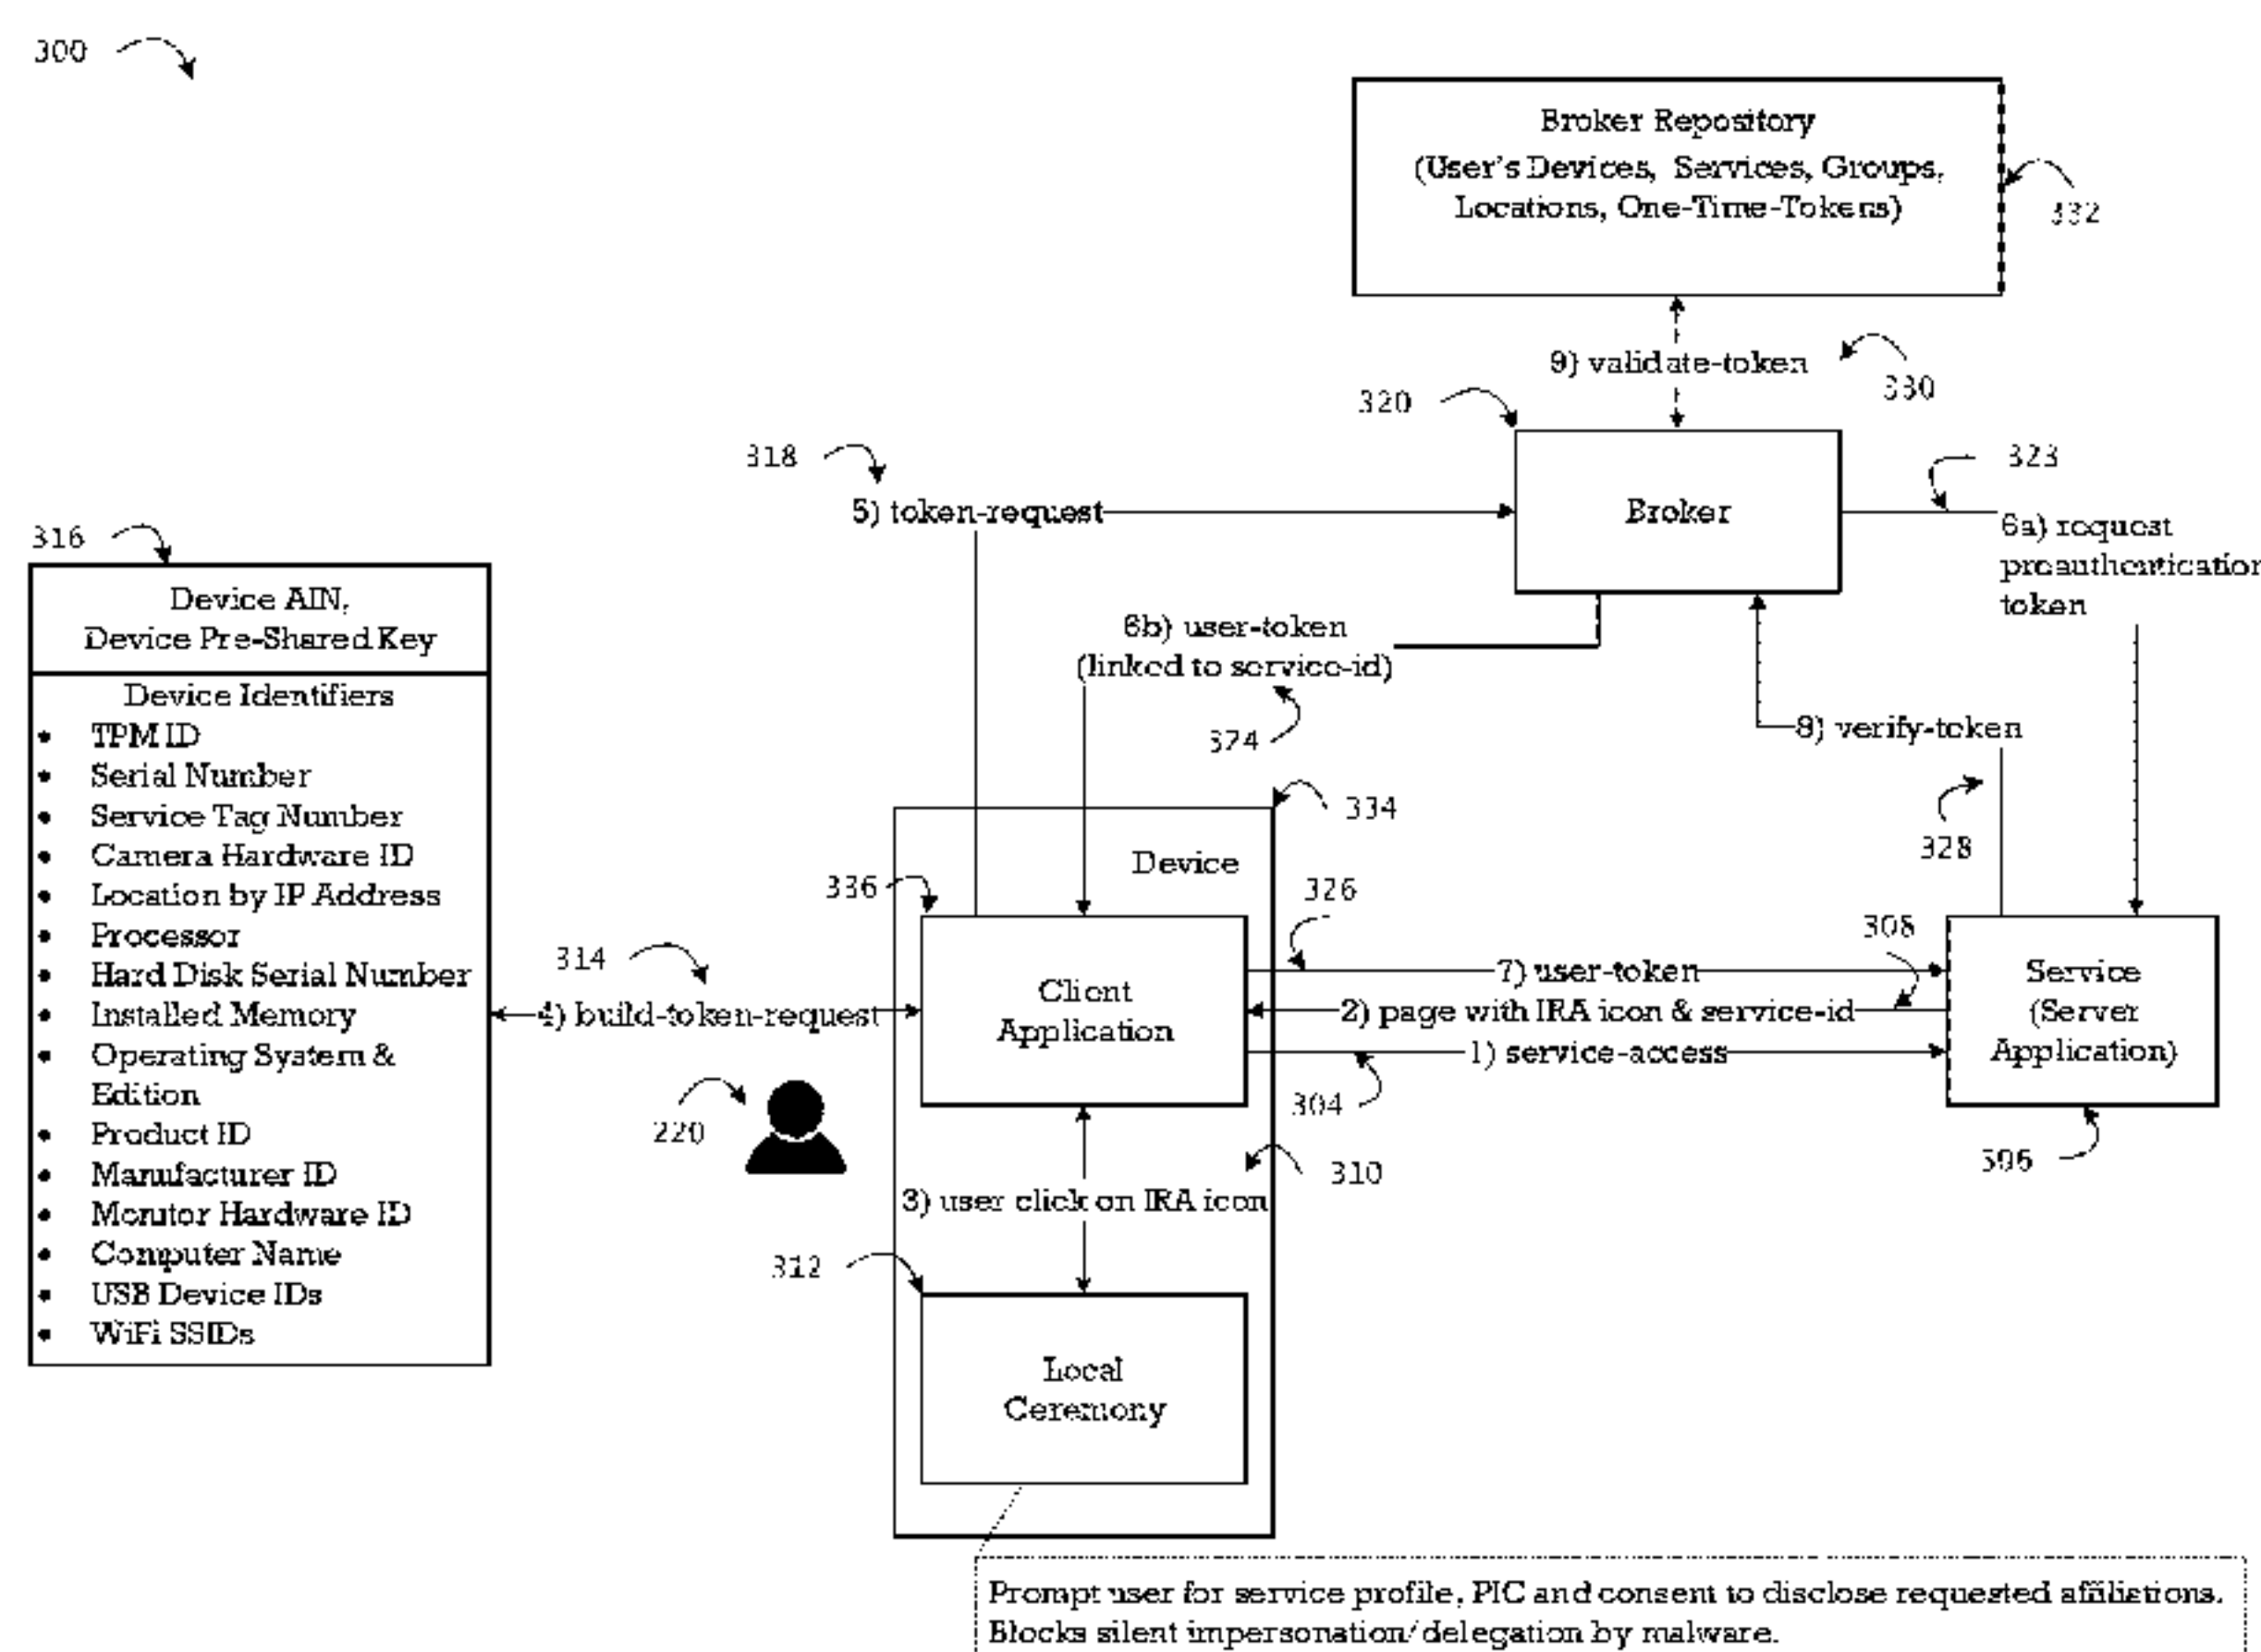 300
Broker Repository
(User's Devices, Services, Groups,
Locations, One-Time-Tokens)
332
9) validate-token
330
320
318
323
5) token-request
Broker
6a) request
preauthentication
token
316
Device AIN,
Device Pre-Shared Key
6b) user-token
(linked to service-id)
324
8) verify-token
328
Device Identifiers
• TPM ID
• Serial Number
• Service Tag Number
• Camera Hardware ID
• Location by IP Address
• Processor
• Hard Disk Serial Number
• Installed Memory
• Operating System &
Edition
• Product ID
• Manufacturer ID
• Monitor Hardware ID
• Computer Name
• USB Device IDs
• WiFi SSIDs
334
Device
336
326
308
314
4) build-token-request
Client
Application
7) user-token
2) page with IRA icon & service-id
1) service-access
Service
(Server
Application)
304
220
310
3) user click on IRA icon
312
Local
Ceremony
Prompt user for service profile, PIC and consent to disclose requested affiliations.
Blocks silent impersonation/delegation by malware.